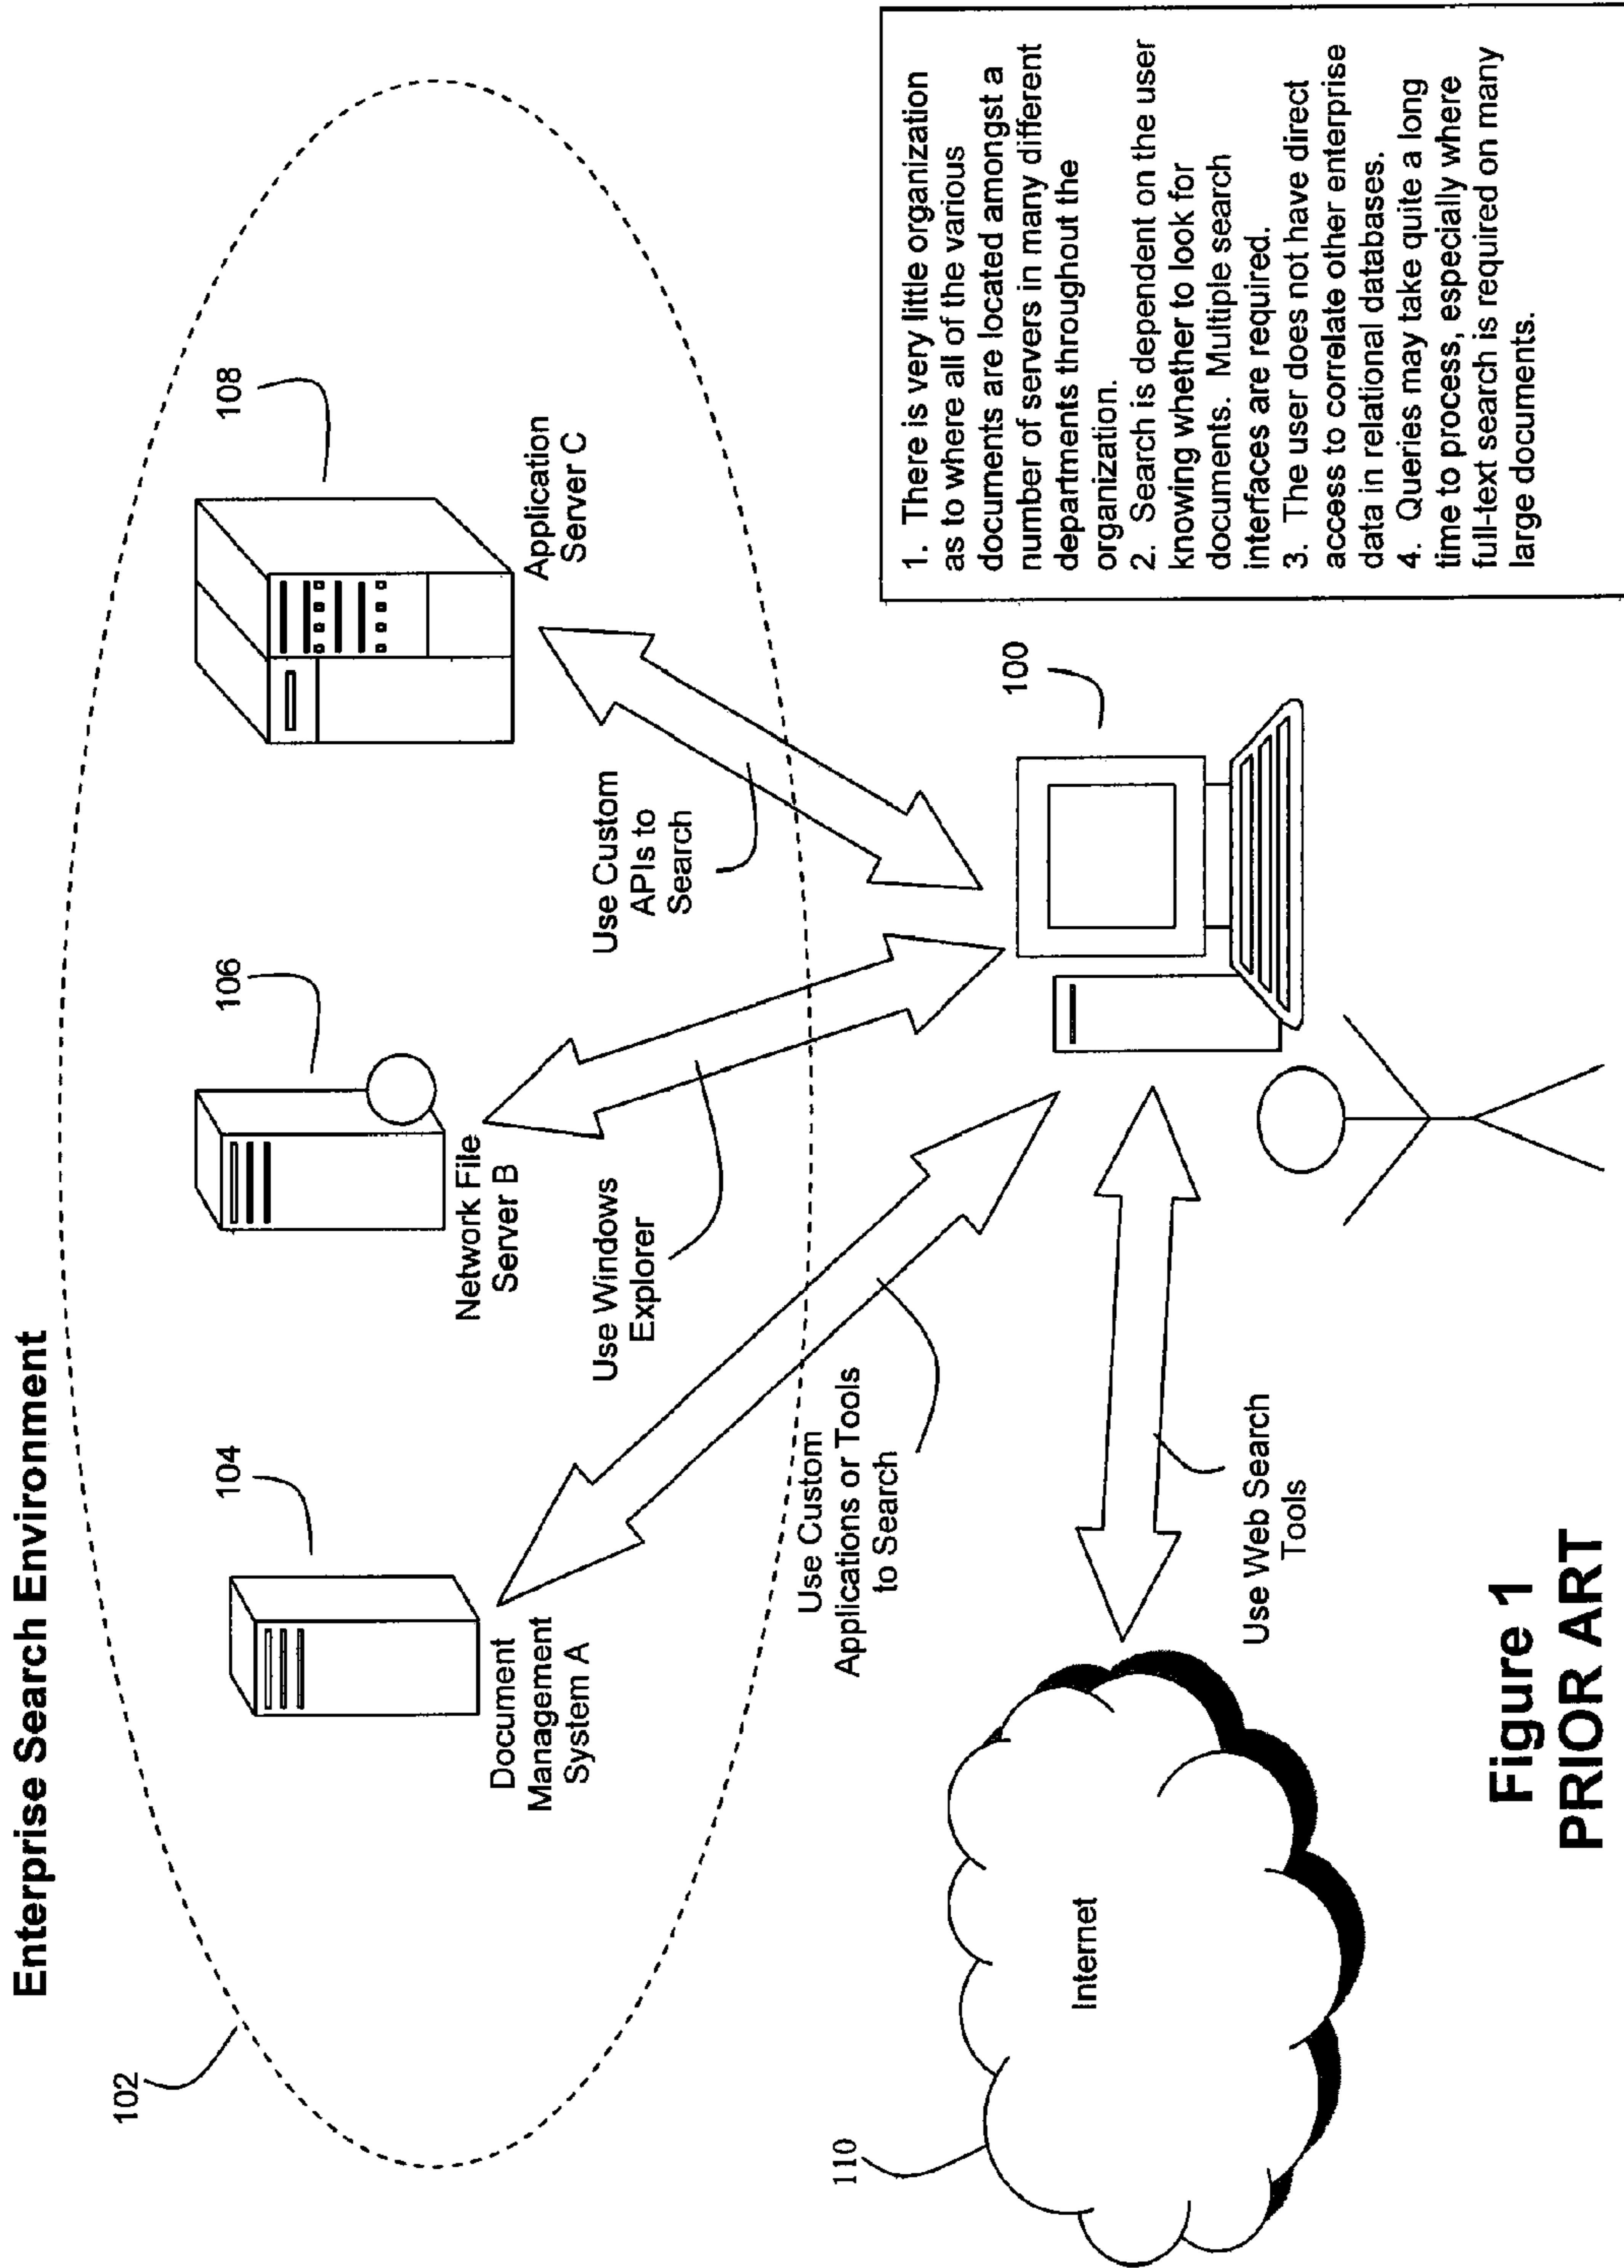 Enterprise Search Environment
102
104
106
108
Document
Management
System A
Network File
Server B
Application
Server C
Use Windows
Explorer
Use Custom
APIs to
Search
Use Custom
Applications or Tools
to Search
110
Internet
Use Web Search
Tools
100
1. There is very little organization
as to where all of the various
documents are located amongst a
number of servers in many different
departments throughout the
organization.
2. Search is dependent on the user
knowing whether to look for
documents. Multiple search
interfaces are required.
3. The user does not have direct
access to correlate other enterprise
data in relational databases.
4. Queries may take quite a long
time to process, especially where
full-text search is required on many
large documents.
Figure 1
PRIOR ART